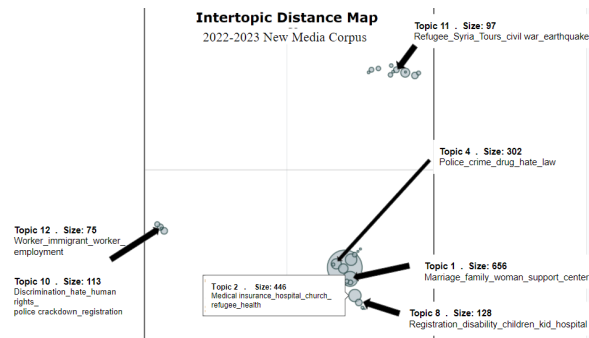 Intertopic Distance Map
2022-2023 New Media Corpus
Topic 11 . Size: 97
Refugee_Syria_Tours_civil war_earthquake
Topic 4 . Size: 302
Police_crime_drug_hate_law
Topic 12 . Size: 75
Worker_immigrant_worker_
employment
Topic 10 . Size: 113
Discrimination_hate_human
rights_
police crackdown_registration
Topic 2 . Size: 446
Medical insurance_hospital_church_
refugee_health
Topic 1 . Size: 656
Marriage_family_woman_support_center
Topic 8 . Size: 128
Registration_disability_children_kid_hospital